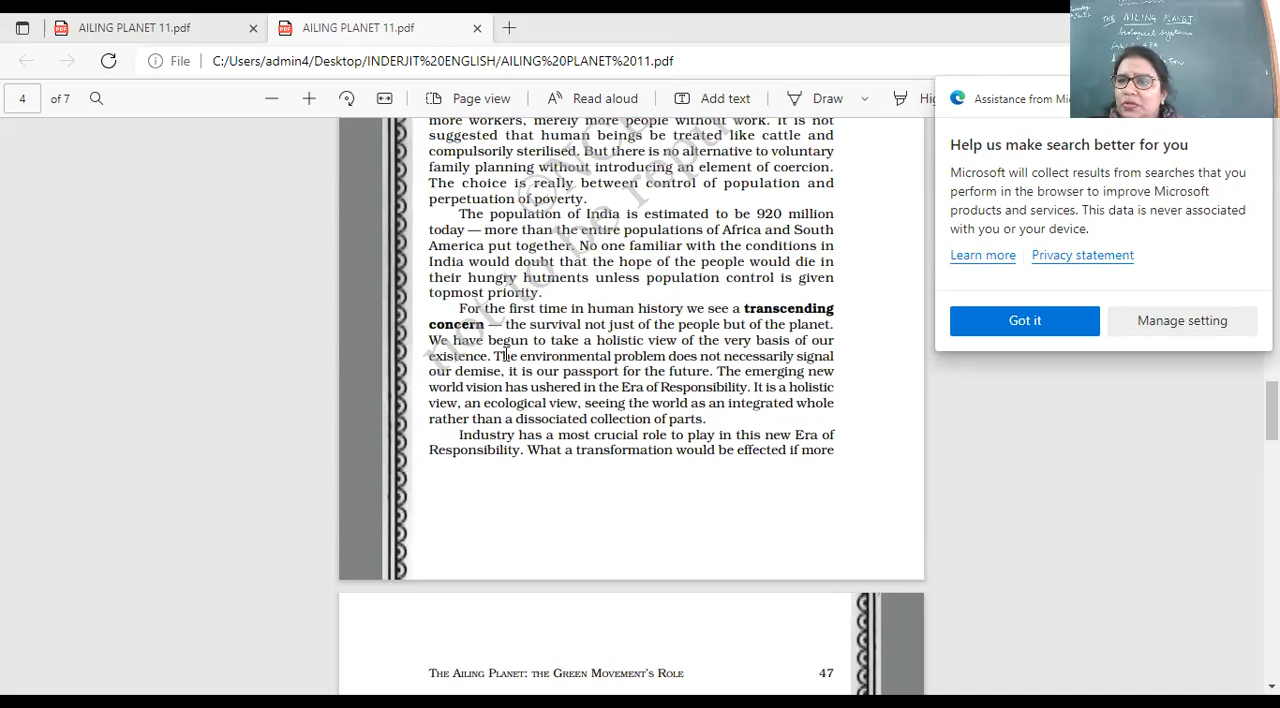 AILING PLANET 11.pdf
AILING PLANET 11.pdf
File
C:/Users/admin4/Desktop/INDERJIT%20ENGLISH/AILING%20PLANET%2011.pdf
4 of 7
Page view
Read aloud
Add text
Draw
THE AILING PLANET
biological systems
Assistance from Mi
Help us make search better for you
Microsoft will collect results from searches that you
perform in the browser to improve Microsoft
products and services. This data is never associated
with you or your device.
Learn more
Privacy statement
Got it
Manage setting
more workers, merely more people without work. It is not
suggested that human beings be treated like cattle and
compulsorily sterilised. But there is no alternative to voluntary
family planning without introducing an element of coercion.
The choice is really between control of population and
perpetuation of poverty.
The population of India is estimated to be 920 million
today — more than the entire populations of Africa and South
America put together. No one familiar with the conditions in
India would doubt that the hope of the people would die in
their hungry hutments unless population control is given
topmost priority.
For the first time in human history we see a transcending
concern — the survival not just of the people but of the planet.
We have begun to take a holistic view of the very basis of our
existence. The environmental problem does not necessarily signal
our demise, it is our passport for the future. The emerging new
world vision has ushered in the Era of Responsibility. It is a holistic
view, an ecological view, seeing the world as an integrated whole
rather than a dissociated collection of parts.
Industry has a most crucial role to play in this new Era of
Responsibility. What a transformation would be effected if more
not to be repu
THE AILING PLANET: THE GREEN MOVEMENT'S ROLE
47